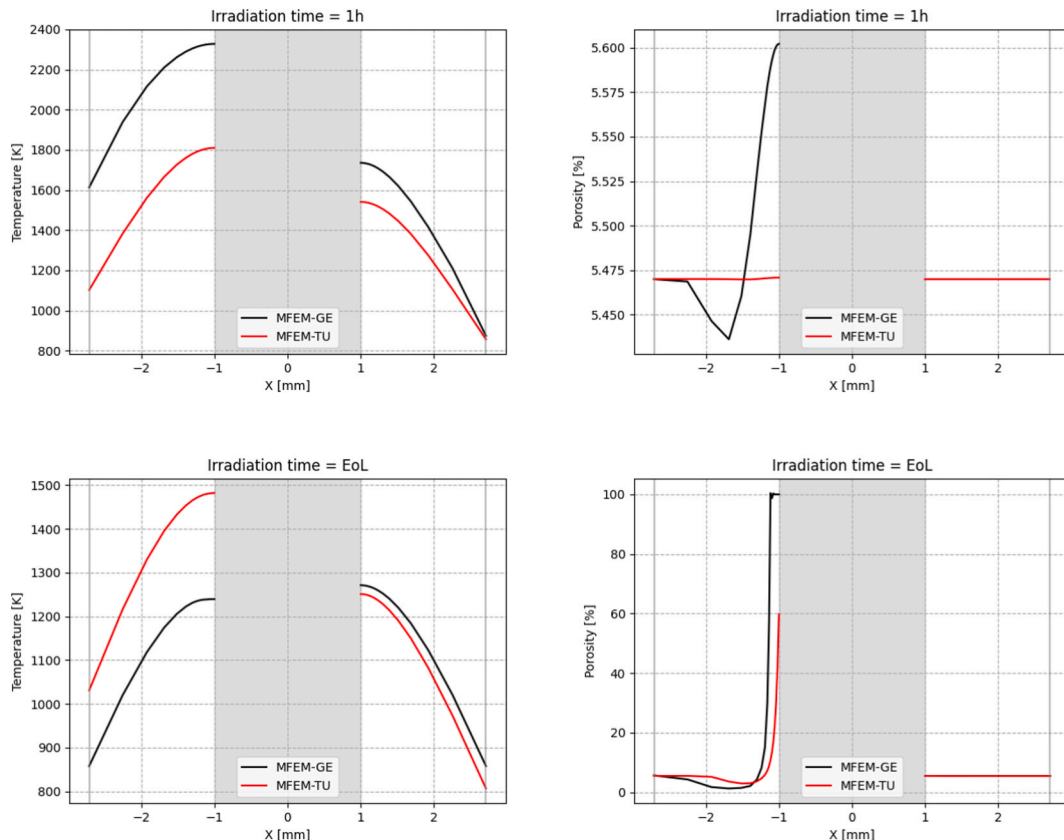 Irradiation time = 1h
Temperature [K]
2400
2200
2000
1800
1600
1400
1200
1000
800
MFEM-GE
MFEM-TU
−2 −1 0 1 2
X [mm]
Irradiation time = 1h
Porosity [%]
5.600
5.575
5.550
5.525
5.500
5.475
5.450
MFEM-GE
MFEM-TU
−2 −1 0 1 2
X [mm]
Irradiation time = EoL
Temperature [K]
1500
1400
1300
1200
1100
1000
900
800
MFEM-GE
MFEM-TU
−2 −1 0 1 2
X [mm]
Irradiation time = EoL
Porosity [%]
100
80
60
40
20
0
MFEM-GE
MFEM-TU
−2 −1 0 1 2
X [mm]